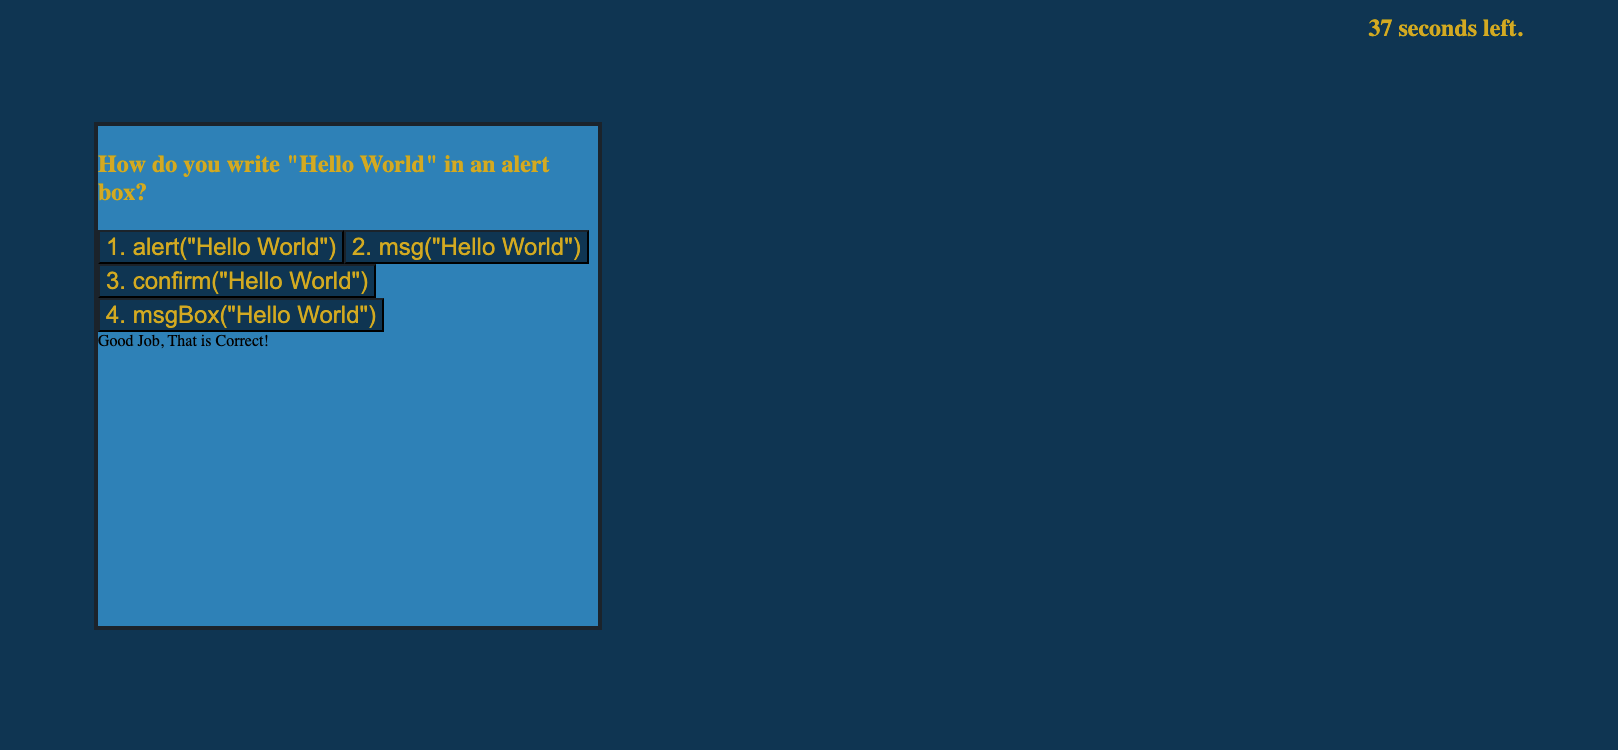 37 seconds left.
How do you write "Hello World" in an alert
box?
1. alert("Hello World") 2. msg("Hello World")
3. confirm("Hello World")
4. msgBox("Hello World")
Good Job, That is Correct!